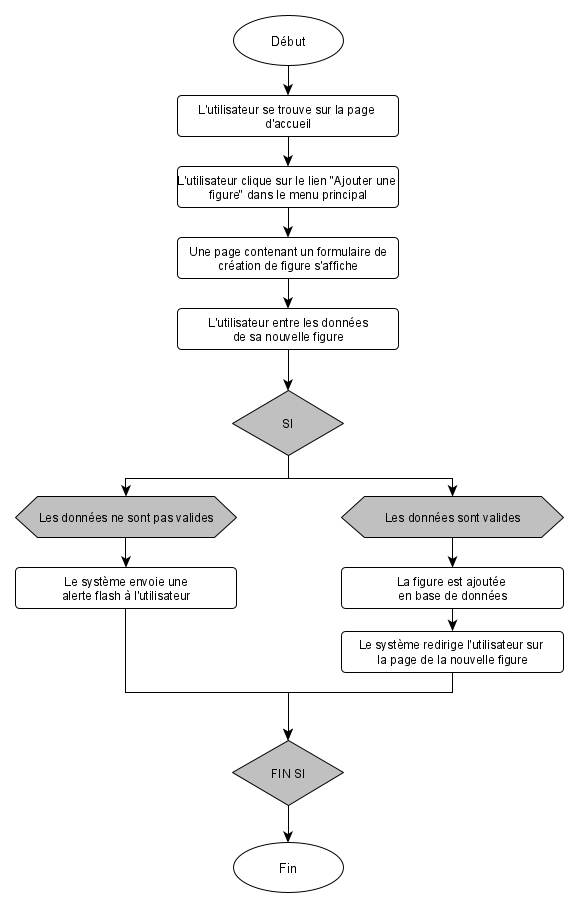 Début
L'utilisateur se trouve sur la page
d'accueil
L'utilisateur clique sur le lien "Ajouter une
figure" dans le menu principal
Une page contenant un formulaire de
création de figure s'affiche
L'utilisateur entre les données
de sa nouvelle figure
SI
Les données ne sont pas valides
Les données sont valides
Le système envoie une
alerte flash à l'utilisateur
La figure est ajoutée
en base de données
Le système redirige l'utilisateur sur
la page de la nouvelle figure
FIN SI
Fin